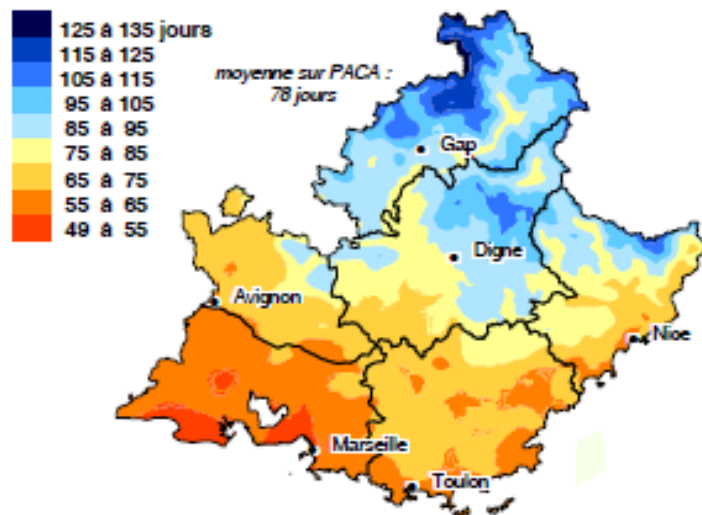 125 à 135 jours
115 à 125
105 à 115
95 à 105
85 à 95
75 à 85
65 à 75
55 à 65
49 à 55
moyenne sur PACA :
78 jours
Gap
Digne
Avignon
Nice
Marseille
Toulon